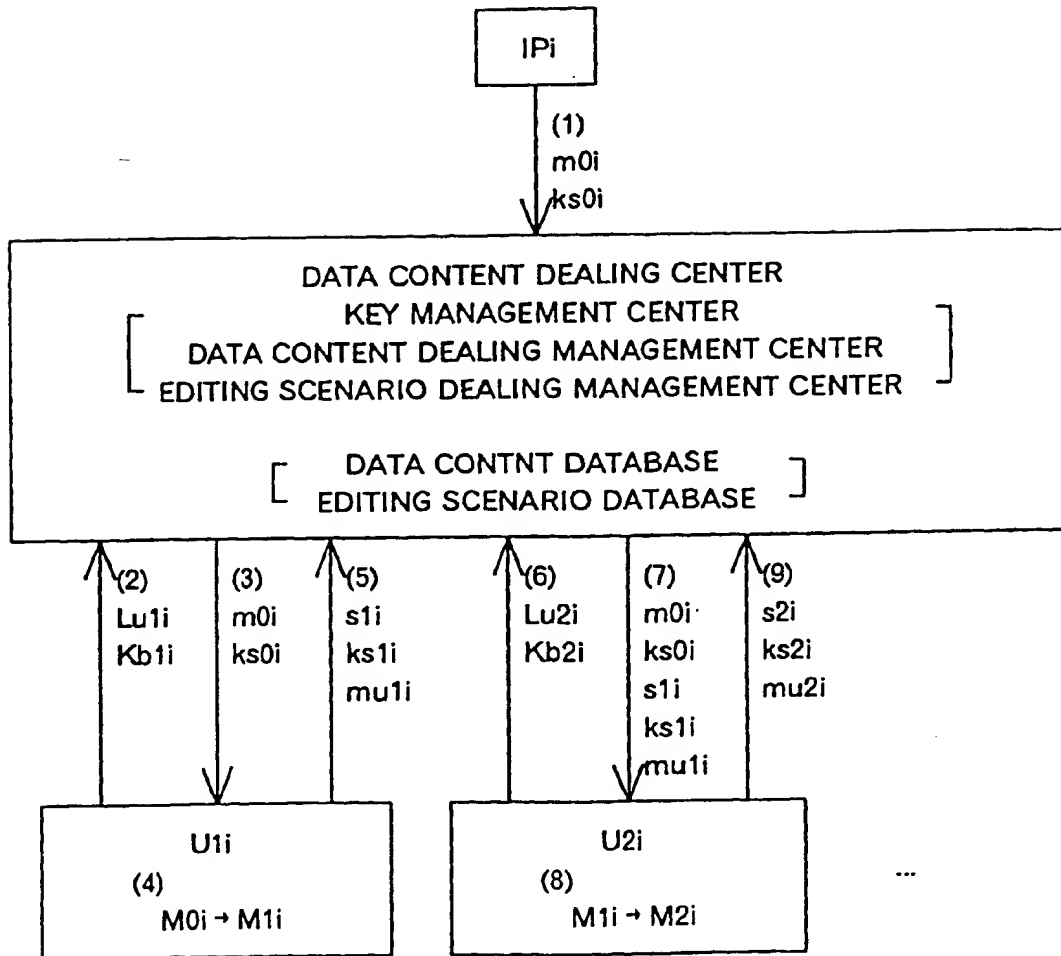 IPi
(1)
m0i
ks0i
DATA CONTENT DEALING CENTER
KEY MANAGEMENT CENTER
DATA CONTENT DEALING MANAGEMENT CENTER
EDITING SCENARIO DEALING MANAGEMENT CENTER
DATA CONTNT DATABASE
EDITING SCENARIO DATABASE
(2)
Lu1i
Kb1i
(3)
m0i
ks0i
(5)
s1i
ks1i
mu1i
(6)
Lu2i
Kb2i
(7)
m0i
ks0i
s1i
ks1i
mu1i
(9)
s2i
ks2i
mu2i
U1i
(4)
M0i → M1i
U2i
(8)
M1i → M2i
...